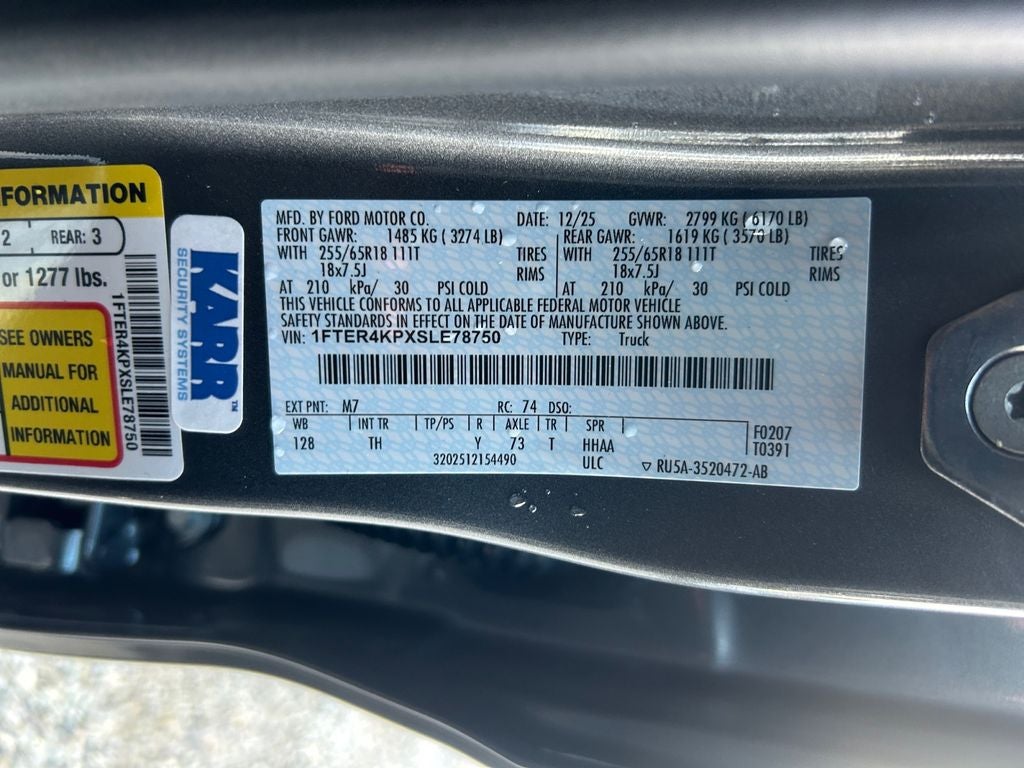 FORMATION
2 REAR: 3
or 1277 lbs.
SEE OWNERS
MANUAL FOR
ADDITIONAL
INFORMATION
1FTER4KPXSLE78750
KARR™
SECURITY SYSTEMS
MFD. BY FORD MOTOR CO. DATE: 12/25 GVWR: 2799 KG ( 6170 LB)
FRONT GAWR: 1485 KG ( 3274 LB) REAR GAWR: 1619 KG ( 3570 LB)
WITH 255/65R18 111T TIRES WITH 255/65R18 111T TIRES
18x7.5J RIMS 18x7.5J RIMS
AT 210 kPa/ 30 PSI COLD AT 210 kPa/ 30 PSI COLD
THIS VEHICLE CONFORMS TO ALL APPLICABLE FEDERAL MOTOR VEHICLE
SAFETY STANDARDS IN EFFECT ON THE DATE OF MANUFACTURE SHOWN ABOVE.
VIN: 1FTER4KPXSLE78750 TYPE: Truck
EXT PNT: M7 RC: 74 DSO:
WB INT TR TP/PS R AXLE TR SPR F0207
128 TH Y 73 T HHAA T0391
3202512154490 ULC ▽ RU5A-3520472-AB